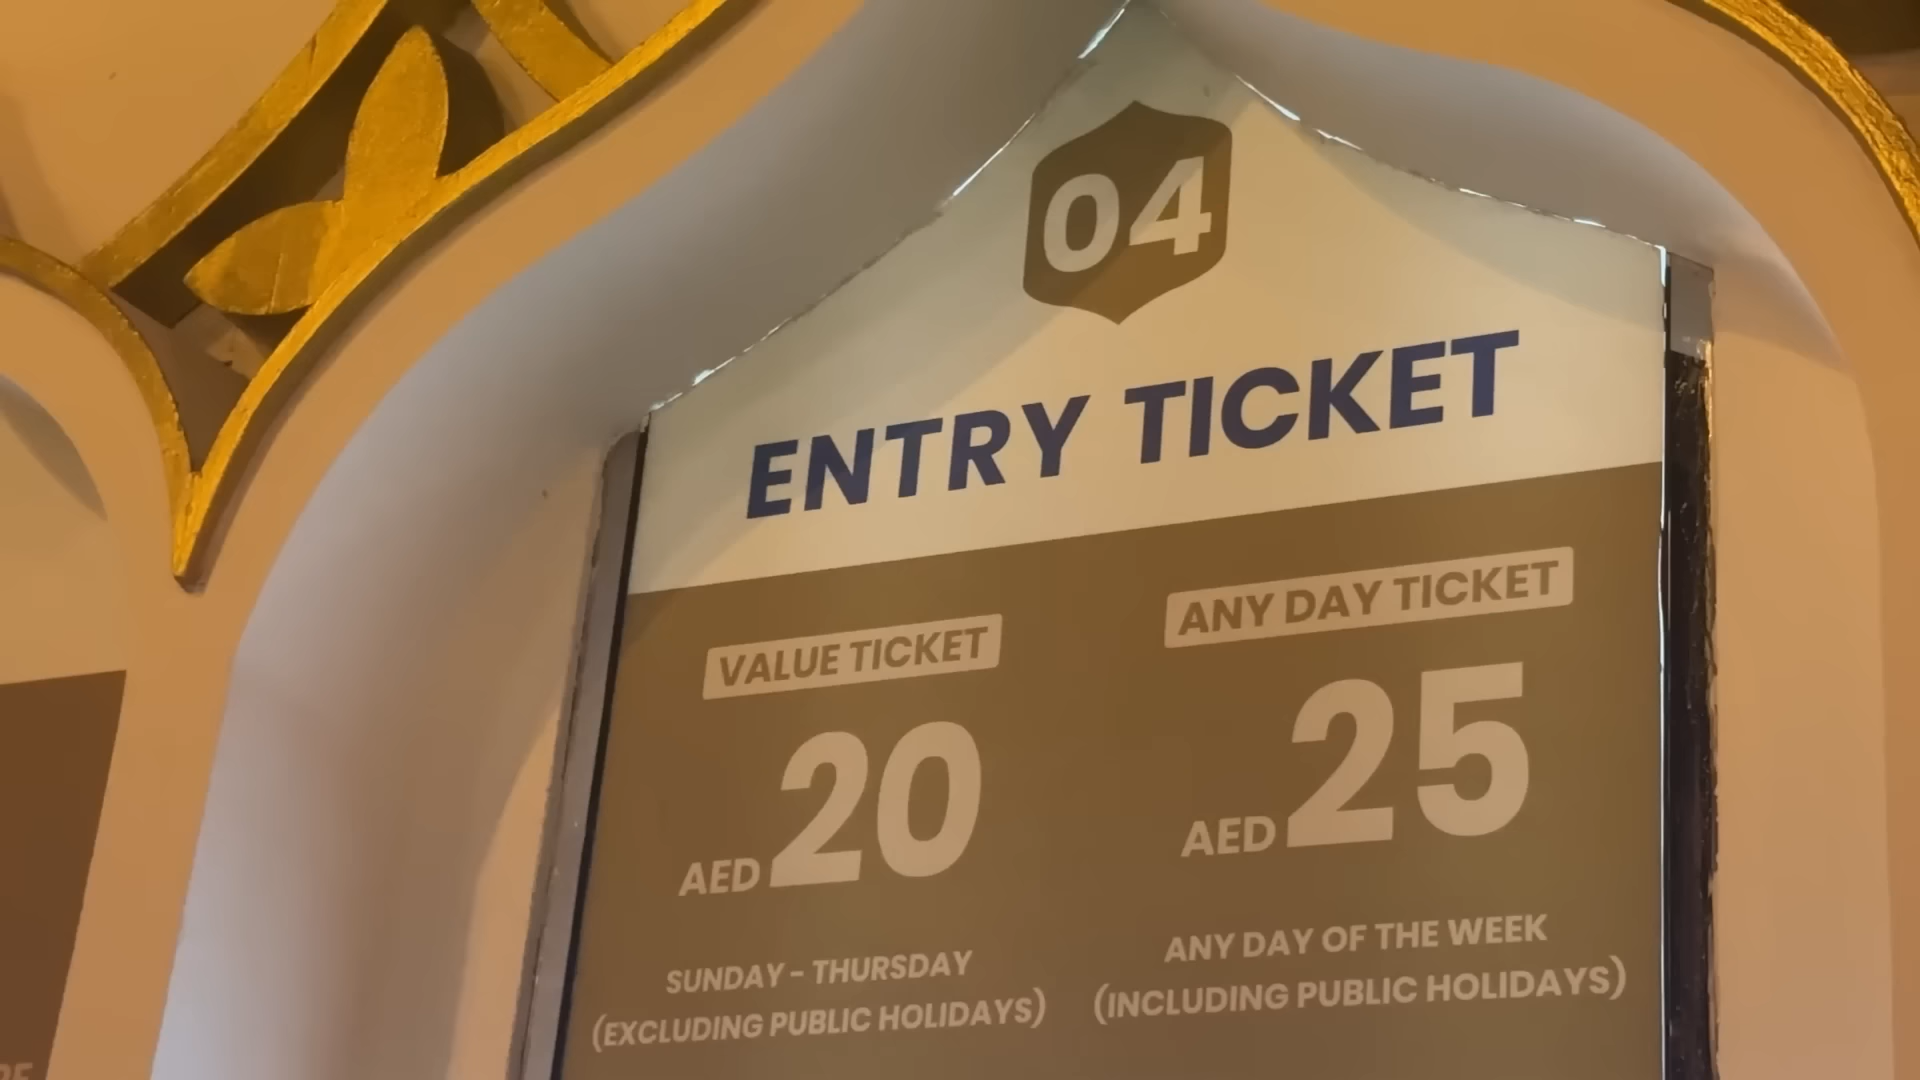 04
ENTRY TICKET
VALUE TICKET
AED 20
SUNDAY - THURSDAY
(EXCLUDING PUBLIC HOLIDAYS)
ANY DAY TICKET
AED 25
ANY DAY OF THE WEEK
(INCLUDING PUBLIC HOLIDAYS)